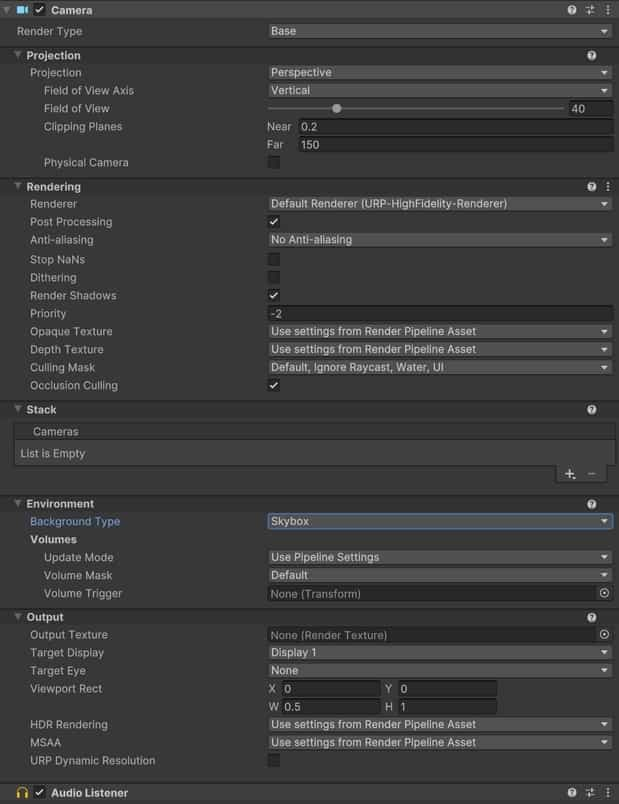 Camera
Render Type Base
Projection
Projection Perspective
Field of View Axis Vertical
Field of View 40
Clipping Planes Near 0.2
Far 150
Physical Camera
Rendering
Renderer Default Renderer (URP-HighFidelity-Renderer)
Post Processing
Anti-aliasing No Anti-aliasing
Stop NaNs
Dithering
Render Shadows
Priority -2
Opaque Texture Use settings from Render Pipeline Asset
Depth Texture Use settings from Render Pipeline Asset
Culling Mask Default, Ignore Raycast, Water, UI
Occlusion Culling
Stack
Cameras
List is Empty
Environment
Background Type Skybox
Volumes
Update Mode Use Pipeline Settings
Volume Mask Default
Volume Trigger None (Transform)
Output
Output Texture None (Render Texture)
Target Display Display 1
Target Eye None
Viewport Rect X 0 Y 0
W 0.5 H 1
HDR Rendering Use settings from Render Pipeline Asset
MSAA Use settings from Render Pipeline Asset
URP Dynamic Resolution
Audio Listener